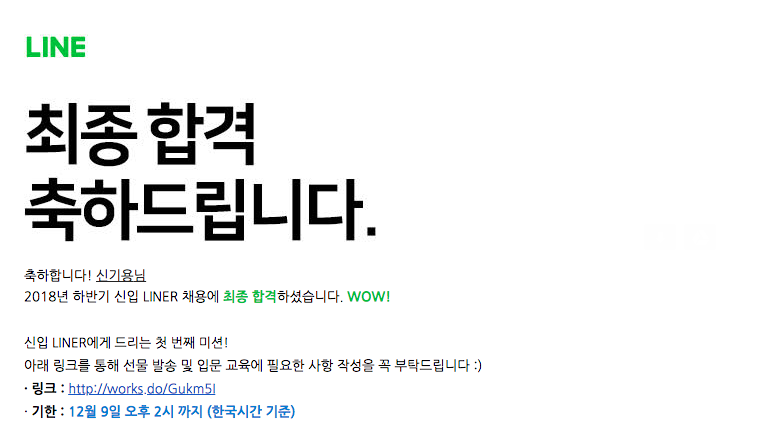 LINE
최종 합격
축하드립니다.
축하합니다! 신기용님
2018년 하반기 신입 LINER 채용에 최종 합격하셨습니다. WOW!
신입 LINER에게 드리는 첫 번째 미션!
아래 링크를 통해 선물 발송 및 입문 교육에 필요한 사항 작성을 꼭 부탁드립니다 :)
· 링크 : http://works.do/Gukm5l
· 기한 : 12월 9일 오후 2시 까지 (한국시간 기준)